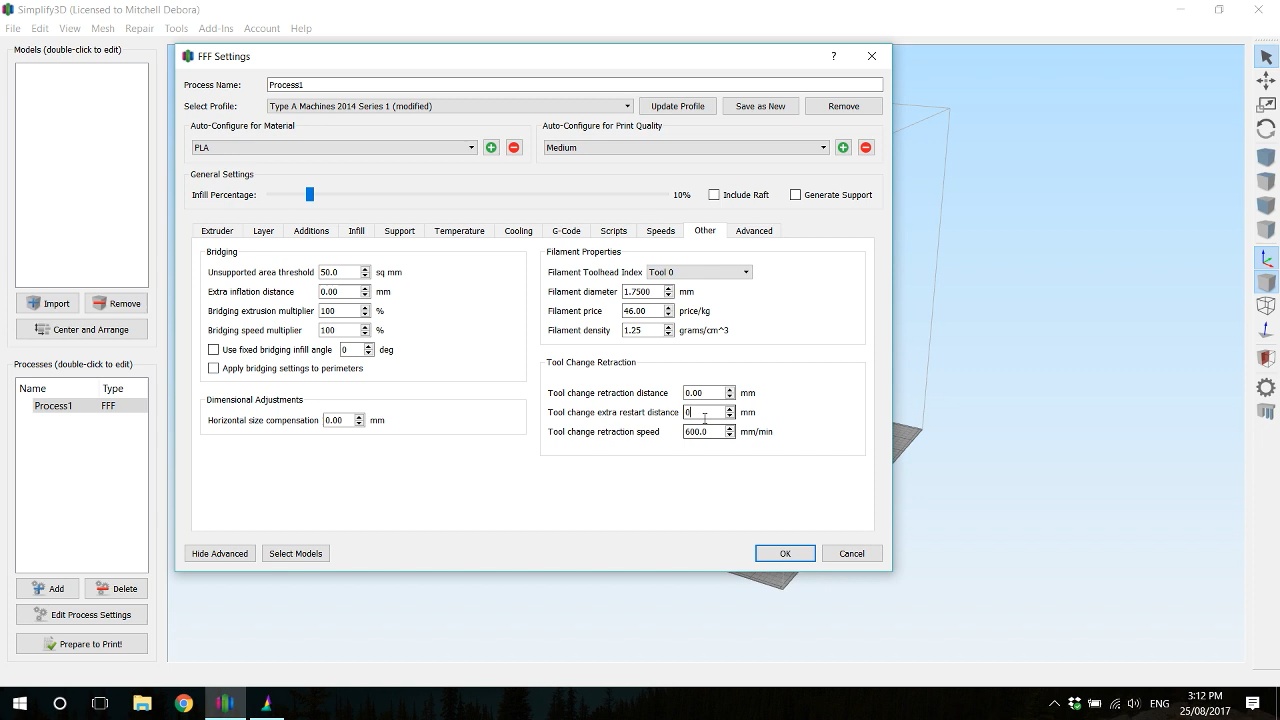 Simplify3D (Licensed to Mitchell Debora)
File Edit View Mesh Repair Tools Add-Ins Account Help
Models (double-click to edit)
Import Remove
Center and Arrange
Processes (double-click to edit)
Name Type
Process1 FFF
Add Delete
Edit Process Settings
Prepare to Print!
FFF Settings ?
Process Name: Process1
Select Profile: Type A Machines 2014 Series 1 (modified) Update Profile Save as New Remove
Auto-Configure for Material
PLA
Auto-Configure for Print Quality
Medium
General Settings
Infill Percentage: 10% Include Raft Generate Support
Extruder Layer Additions Infill Support Temperature Cooling G-Code Scripts Speeds Other Advanced
Bridging
Unsupported area threshold 50.0 sq mm
Extra inflation distance 0.00 mm
Bridging extrusion multiplier 100 %
Bridging speed multiplier 100 %
Use fixed bridging infill angle 0 deg
Apply bridging settings to perimeters
Dimensional Adjustments
Horizontal size compensation 0.00 mm
Filament Properties
Filament Toolhead Index Tool 0
Filament diameter 1.7500 mm
Filament price 46.00 price/kg
Filament density 1.25 grams/cm^3
Tool Change Retraction
Tool change retraction distance 0.00 mm
Tool change extra restart distance 0 mm
Tool change retraction speed 600.0 mm/min
Hide Advanced Select Models OK Cancel
ENG
3:12 PM
25/08/2017